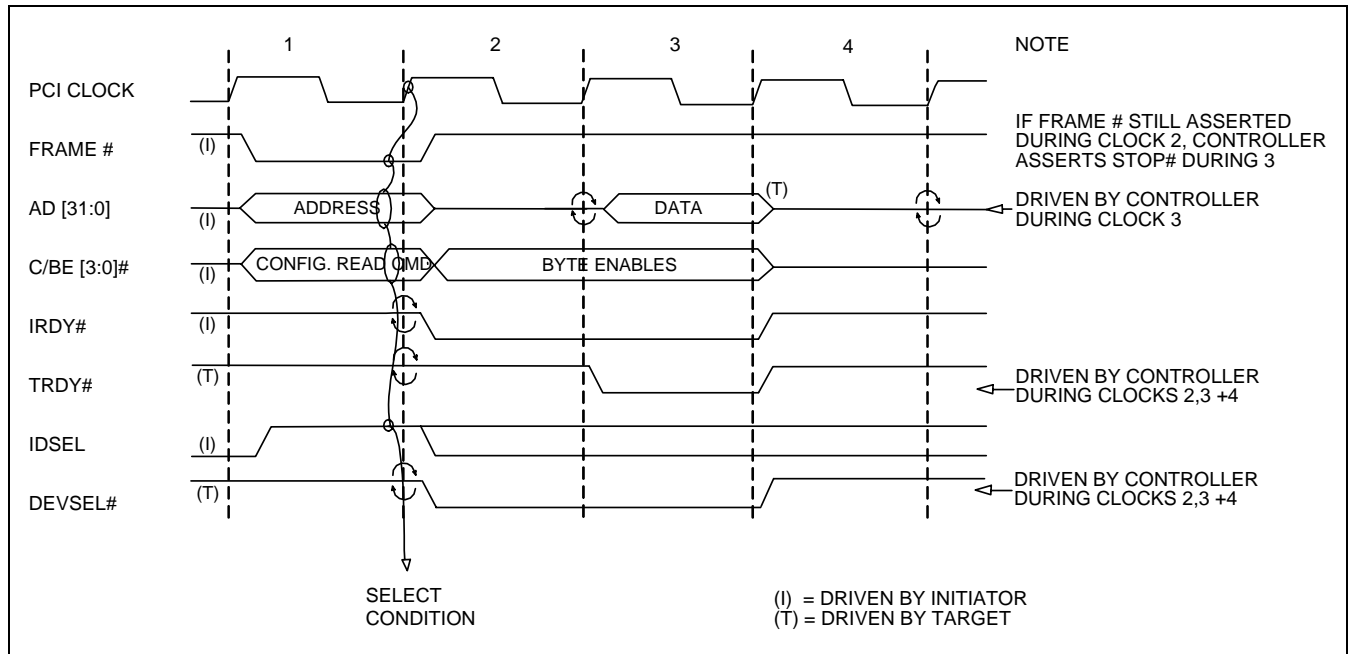 1 2 3 4 NOTE
PCI CLOCK
FRAME # (I)
IF FRAME # STILL ASSERTED
DURING CLOCK 2, CONTROLLER
ASSERTS STOP# DURING 3
AD [31:0] (I) ADDRESS DATA (T)
DRIVEN BY CONTROLLER
DURING CLOCK 3
C/BE [3:0]# (I) CONFIG. READ CMD BYTE ENABLES
IRDY# (I)
TRDY# (T)
DRIVEN BY CONTROLLER
DURING CLOCKS 2,3 +4
IDSEL (I)
DEVSEL# (T)
DRIVEN BY CONTROLLER
DURING CLOCKS 2,3 +4
SELECT
CONDITION
(I) = DRIVEN BY INITIATOR
(T) = DRIVEN BY TARGET